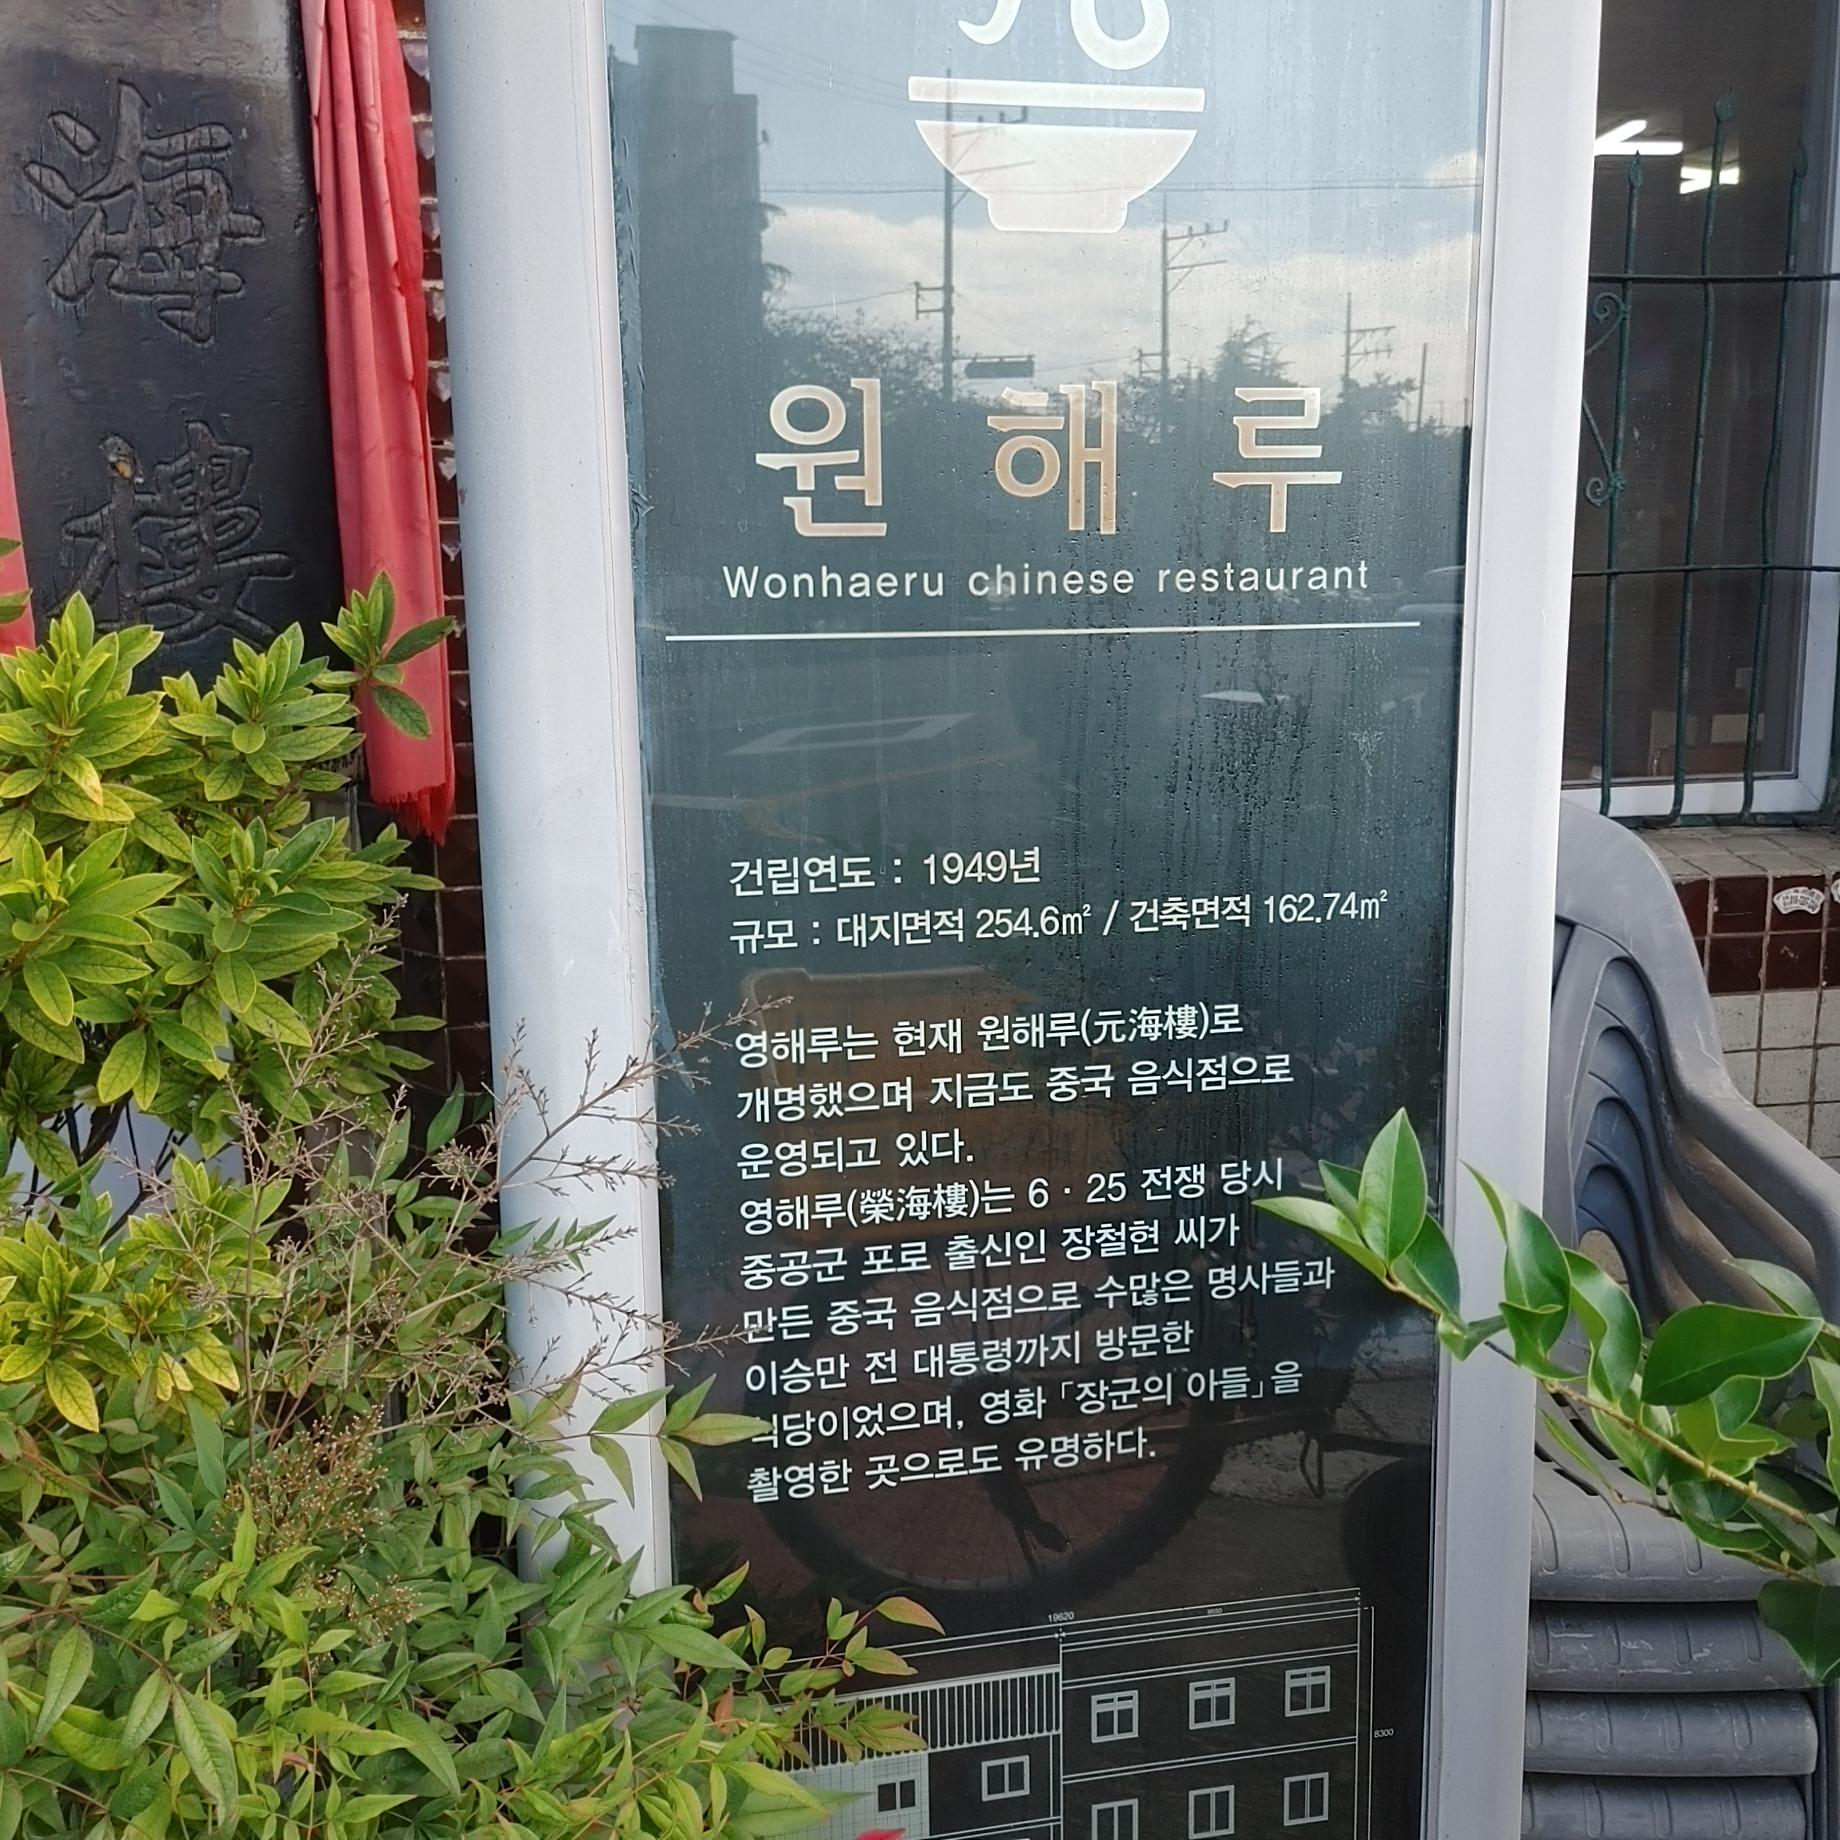 海
樓
원해루
Wonhaeru chinese restaurant
건립연도 : 1949년
규모 : 대지면적 254.6㎡ / 건축면적 162.74㎡
영해루는 현재 원해루(元海樓)로
개명했으며 지금도 중국 음식점으로
운영되고 있다.
영해루(榮海樓)는 6 · 25 전쟁 당시
중공군 포로 출신인 장철현 씨가
만든 중국 음식점으로 수많은 명사들과
이승만 전 대통령까지 방문한
식당이었으며, 영화 「장군의 아들」을
촬영한 곳으로도 유명하다.
19620
8300